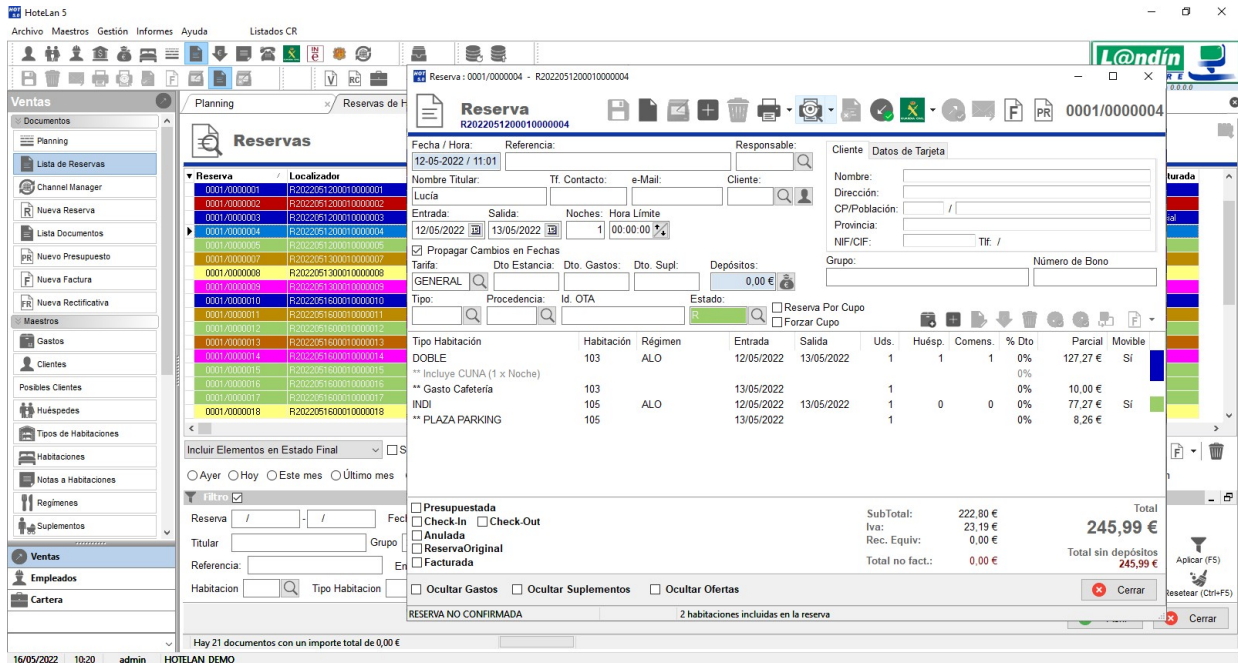 HoteLan 5
Archivo Maestros Gestión Informes Ayuda Listados CR
L@ndín
0.0.0.0
Ventas
Documentos
Planning
Lista de Reservas
Channel Manager
Nueva Reserva
Lista Documentos
Nuevo Presupuesto
Nueva Factura
Nueva Rectificativa
Maestros
Gastos
Clientes
Posibles Clientes
Huéspedes
Tipos de Habitaciones
Habitaciones
Notas a Habitaciones
Regímenes
Suplementos
Ventas
Empleados
Cartera
Planning
Reservas de H
Reservas
Reserva Localizador
0001/0000001 R2022051200010000001
0001/0000002 R2022051200010000002
0001/0000003 R2022051200010000003
0001/0000004 R2022051200010000004
0001/0000005 R2022051200010000005
0001/0000007 R2022051300010000007
0001/0000008 R2022051300010000008
0001/0000009 R2022051300010000009
0001/0000010 R2022051600010000010
0001/0000011 R2022051600010000011
0001/0000012 R2022051600010000012
0001/0000013 R2022051600010000013
0001/0000014 R2022051600010000014
0001/0000015 R2022051600010000015
0001/0000016 R2022051600010000016
0001/0000017 R2022051600010000017
0001/0000018 R2022051600010000018
Incluir Elementos en Estado Final
Ayer Hoy Este mes Último mes
Filtro
Reserva / - /
Titular Grupo
Referencia:
Habitacion Tipo Habitacion
Hay 21 documentos con un importe total de 0,00 €
Reserva : 0001/0000004 - R2022051200010000004
Reserva
R2022051200010000004
F PR 0001/0000004
Fecha / Hora: Referencia: Responsable:
12-05-2022 / 11:01
Nombre Titular: Tf. Contacto: e-Mail: Cliente:
Lucía
Entrada: Salida: Noches: Hora Límite
12/05/2022 13/05/2022 1 00:00:00
Propagar Cambios en Fechas
Tarifa: Dto Estancia: Dto. Gastos: Dto. Supl: Depósitos:
GENERAL 0,00 €
Tipo: Procedencia: Id. OTA Estado:
R
Reserva Por Cupo
Forzar Cupo
Cliente Datos de Tarjeta
Nombre:
Dirección:
CP/Población: /
Provincia:
NIF/CIF: Tlf: /
Grupo: Número de Bono
Tipo Habitación Habitación Régimen Entrada Salida Uds. Huésp. Comens. % Dto Parcial Movible
DOBLE 103 ALO 12/05/2022 13/05/2022 1 1 1 0% 127,27 € Sí
** Incluye CUNA (1 x Noche) 0%
** Gasto Cafetería 103 13/05/2022 1 0% 10,00 €
INDI 105 ALO 12/05/2022 13/05/2022 1 0 0 0% 77,27 € Sí
** PLAZA PARKING 105 13/05/2022 1 0% 8,26 €
Presupuestada
Check-In Check-Out
Anulada
ReservaOriginal
Facturada
SubTotal: 222,80 €
Iva: 23,19 €
Rec. Equiv: 0,00 €
Total no fact.: 0,00 €
Total
245,99 €
Total sin depósitos
245,99 €
Ocultar Gastos Ocultar Suplementos Ocultar Ofertas
Cerrar
RESERVA NO CONFIRMADA 2 habitaciones incluidas en la reserva
Aplicar (F5)
Resetear (Ctrl+F5)
Cerrar
16/05/2022 10:20 admin HOTELAN DEMO